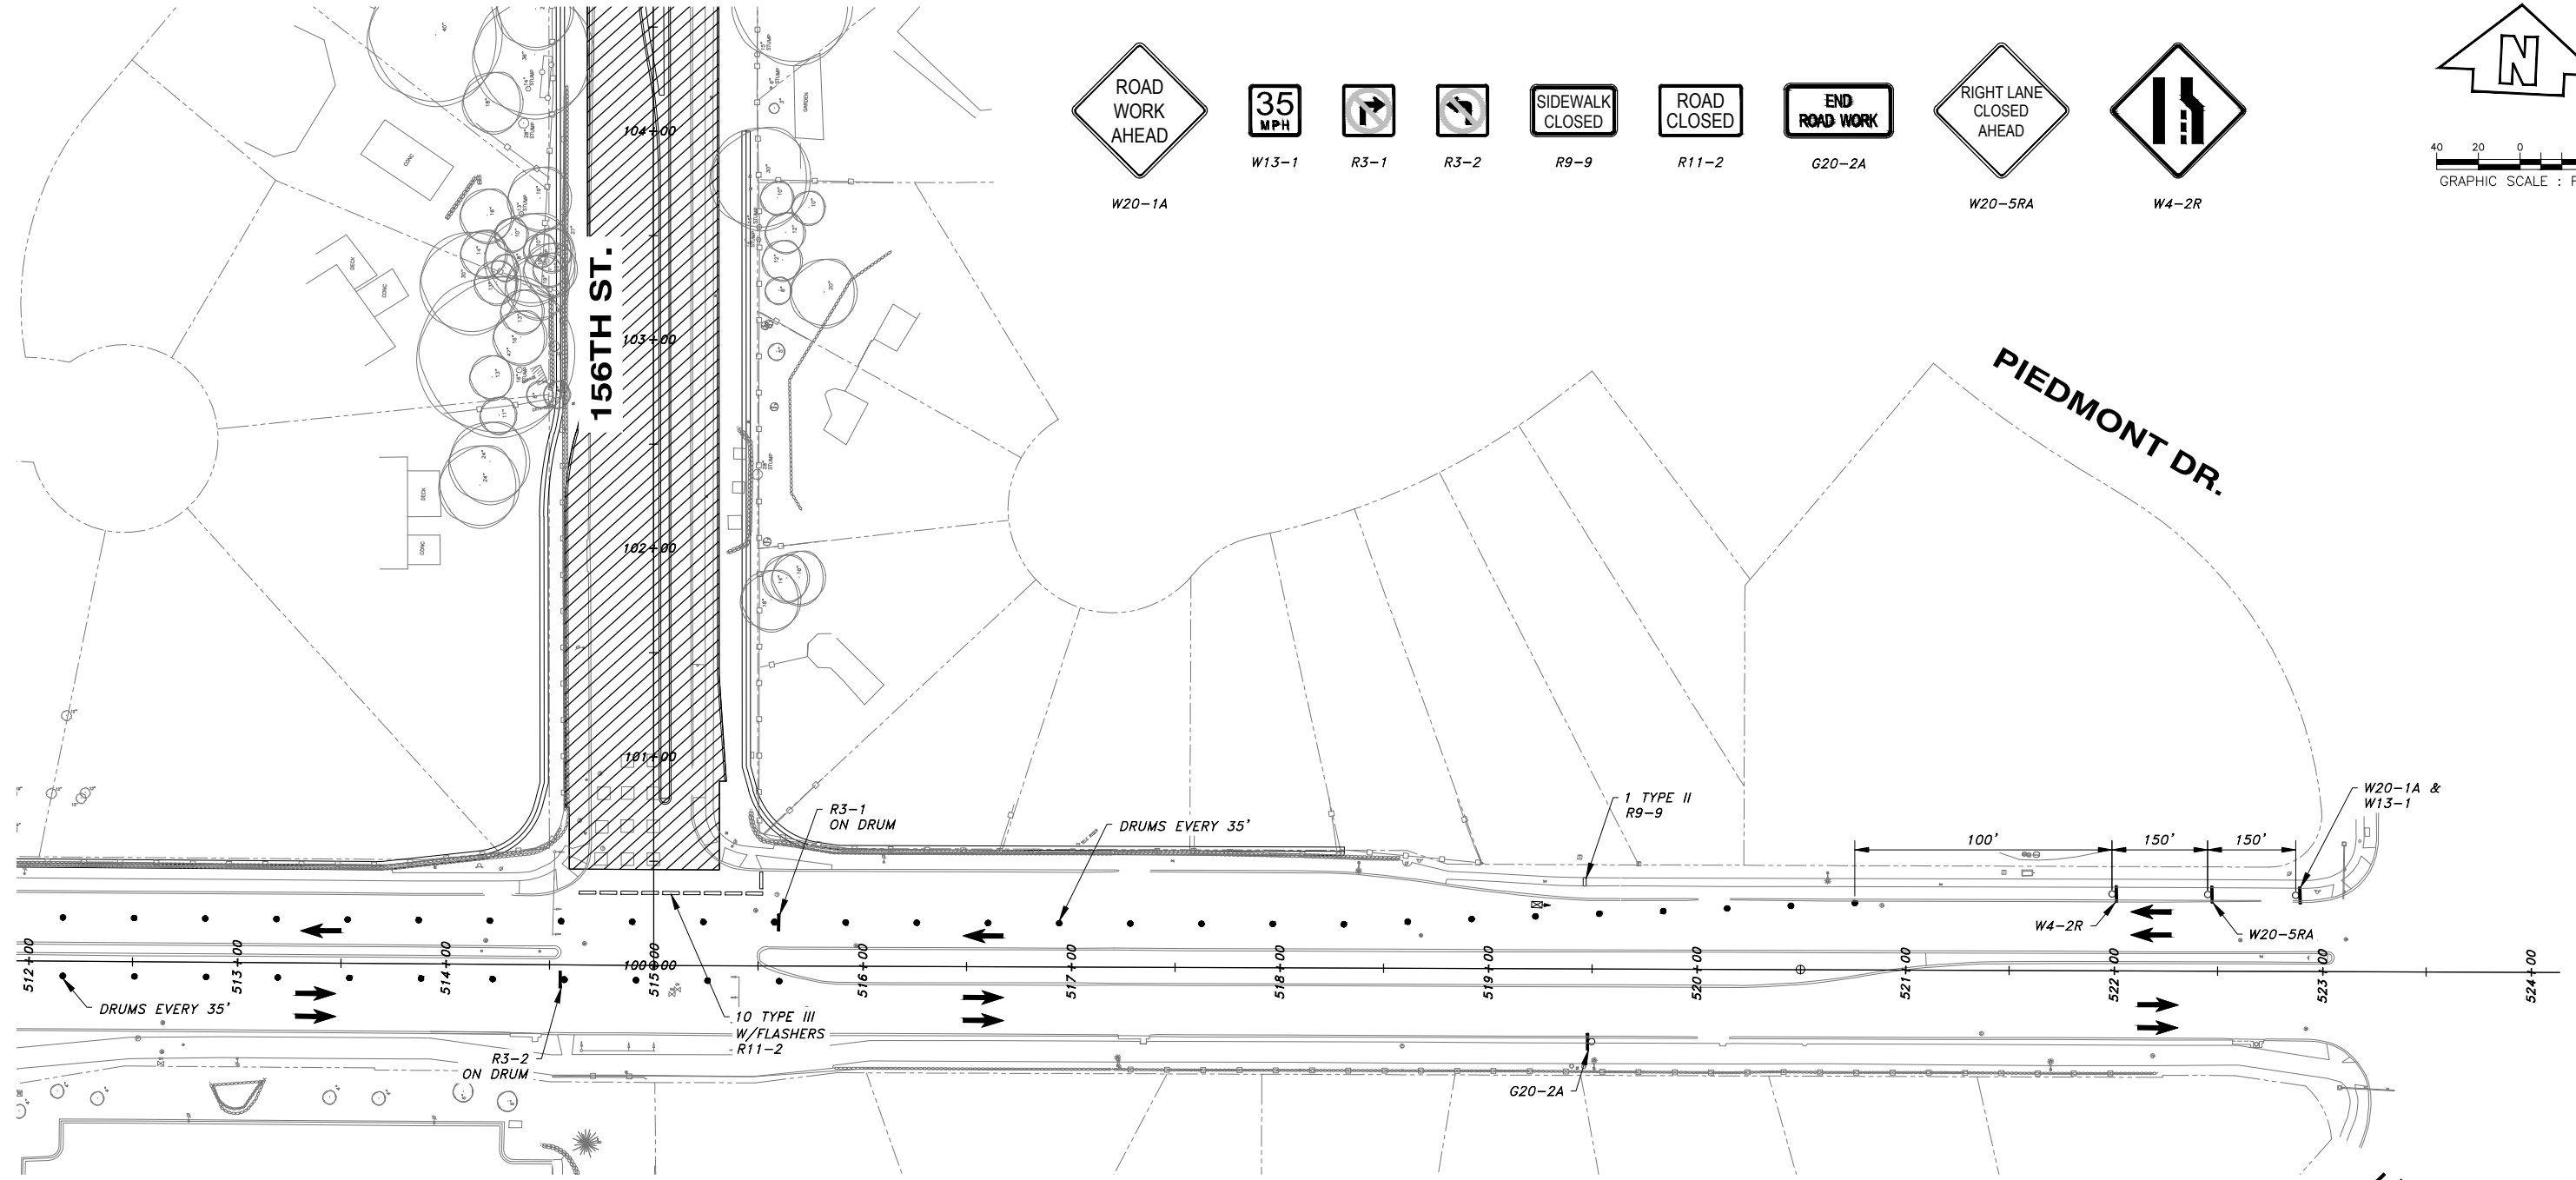 ROAD
WORK
AHEAD
W20-1A
35
MPH
W13-1
R3-1
R3-2
SIDEWALK
CLOSED
R9-9
ROAD
CLOSED
R11-2
END
ROAD WORK
G20-2A
RIGHT LANE
CLOSED
AHEAD
W20-5RA
W4-2R
N
40 20 0
GRAPHIC SCALE : F
156TH ST.
PIEDMONT DR.
104+00
103+00
102+00
101+00
100+00
GARDEN
CONC
DECK
CONC
DECK
CONC
R3-1
ON DRUM
DRUMS EVERY 35'
1 TYPE II
R9-9
100'
150'
150'
W20-1A &
W13-1
W4-2R
W20-5RA
512+00
513+00
514+00
515+00
516+00
517+00
518+00
519+00
520+00
521+00
522+00
523+00
524+00
DRUMS EVERY 35'
R3-2
ON DRUM
10 TYPE III
W/FLASHERS
R11-2
G20-2A